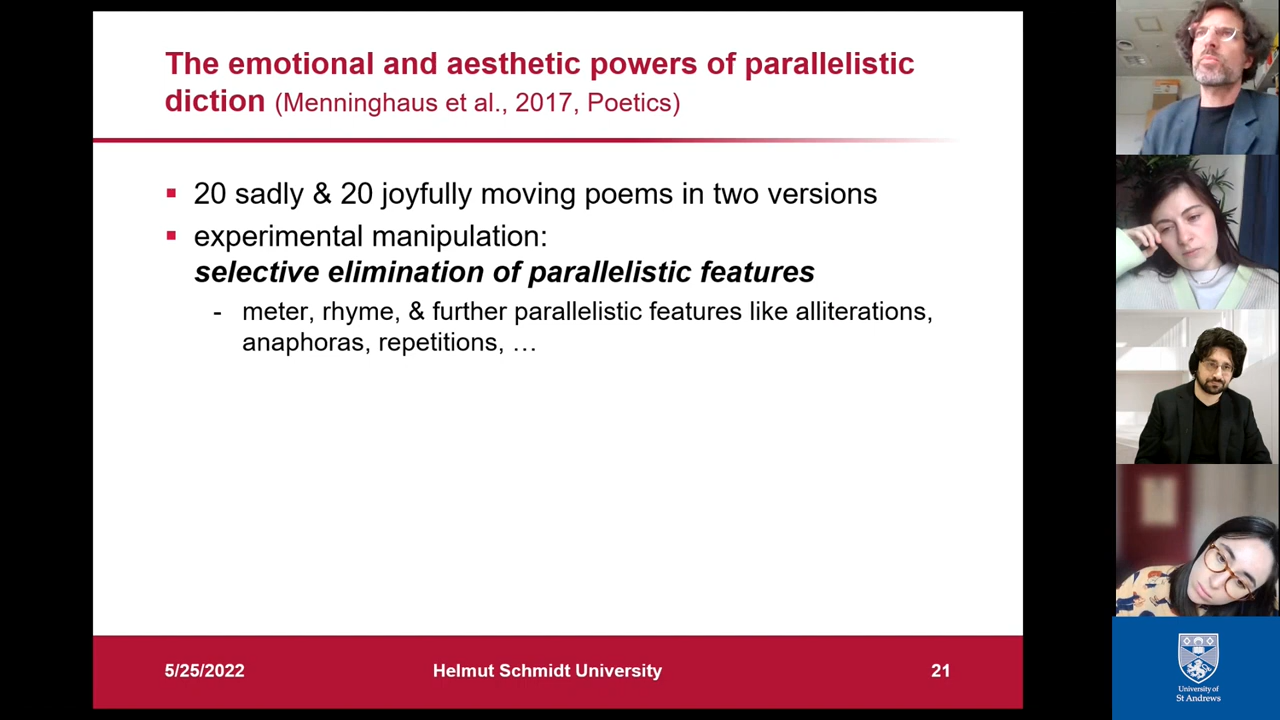 The emotional and aesthetic powers of parallelistic
diction (Menninghaus et al., 2017, Poetics)
▪ 20 sadly & 20 joyfully moving poems in two versions
▪ experimental manipulation:
selective elimination of parallelistic features
- meter, rhyme, & further parallelistic features like alliterations,
anaphoras, repetitions, …
5/25/2022 Helmut Schmidt University 21
University of
St Andrews